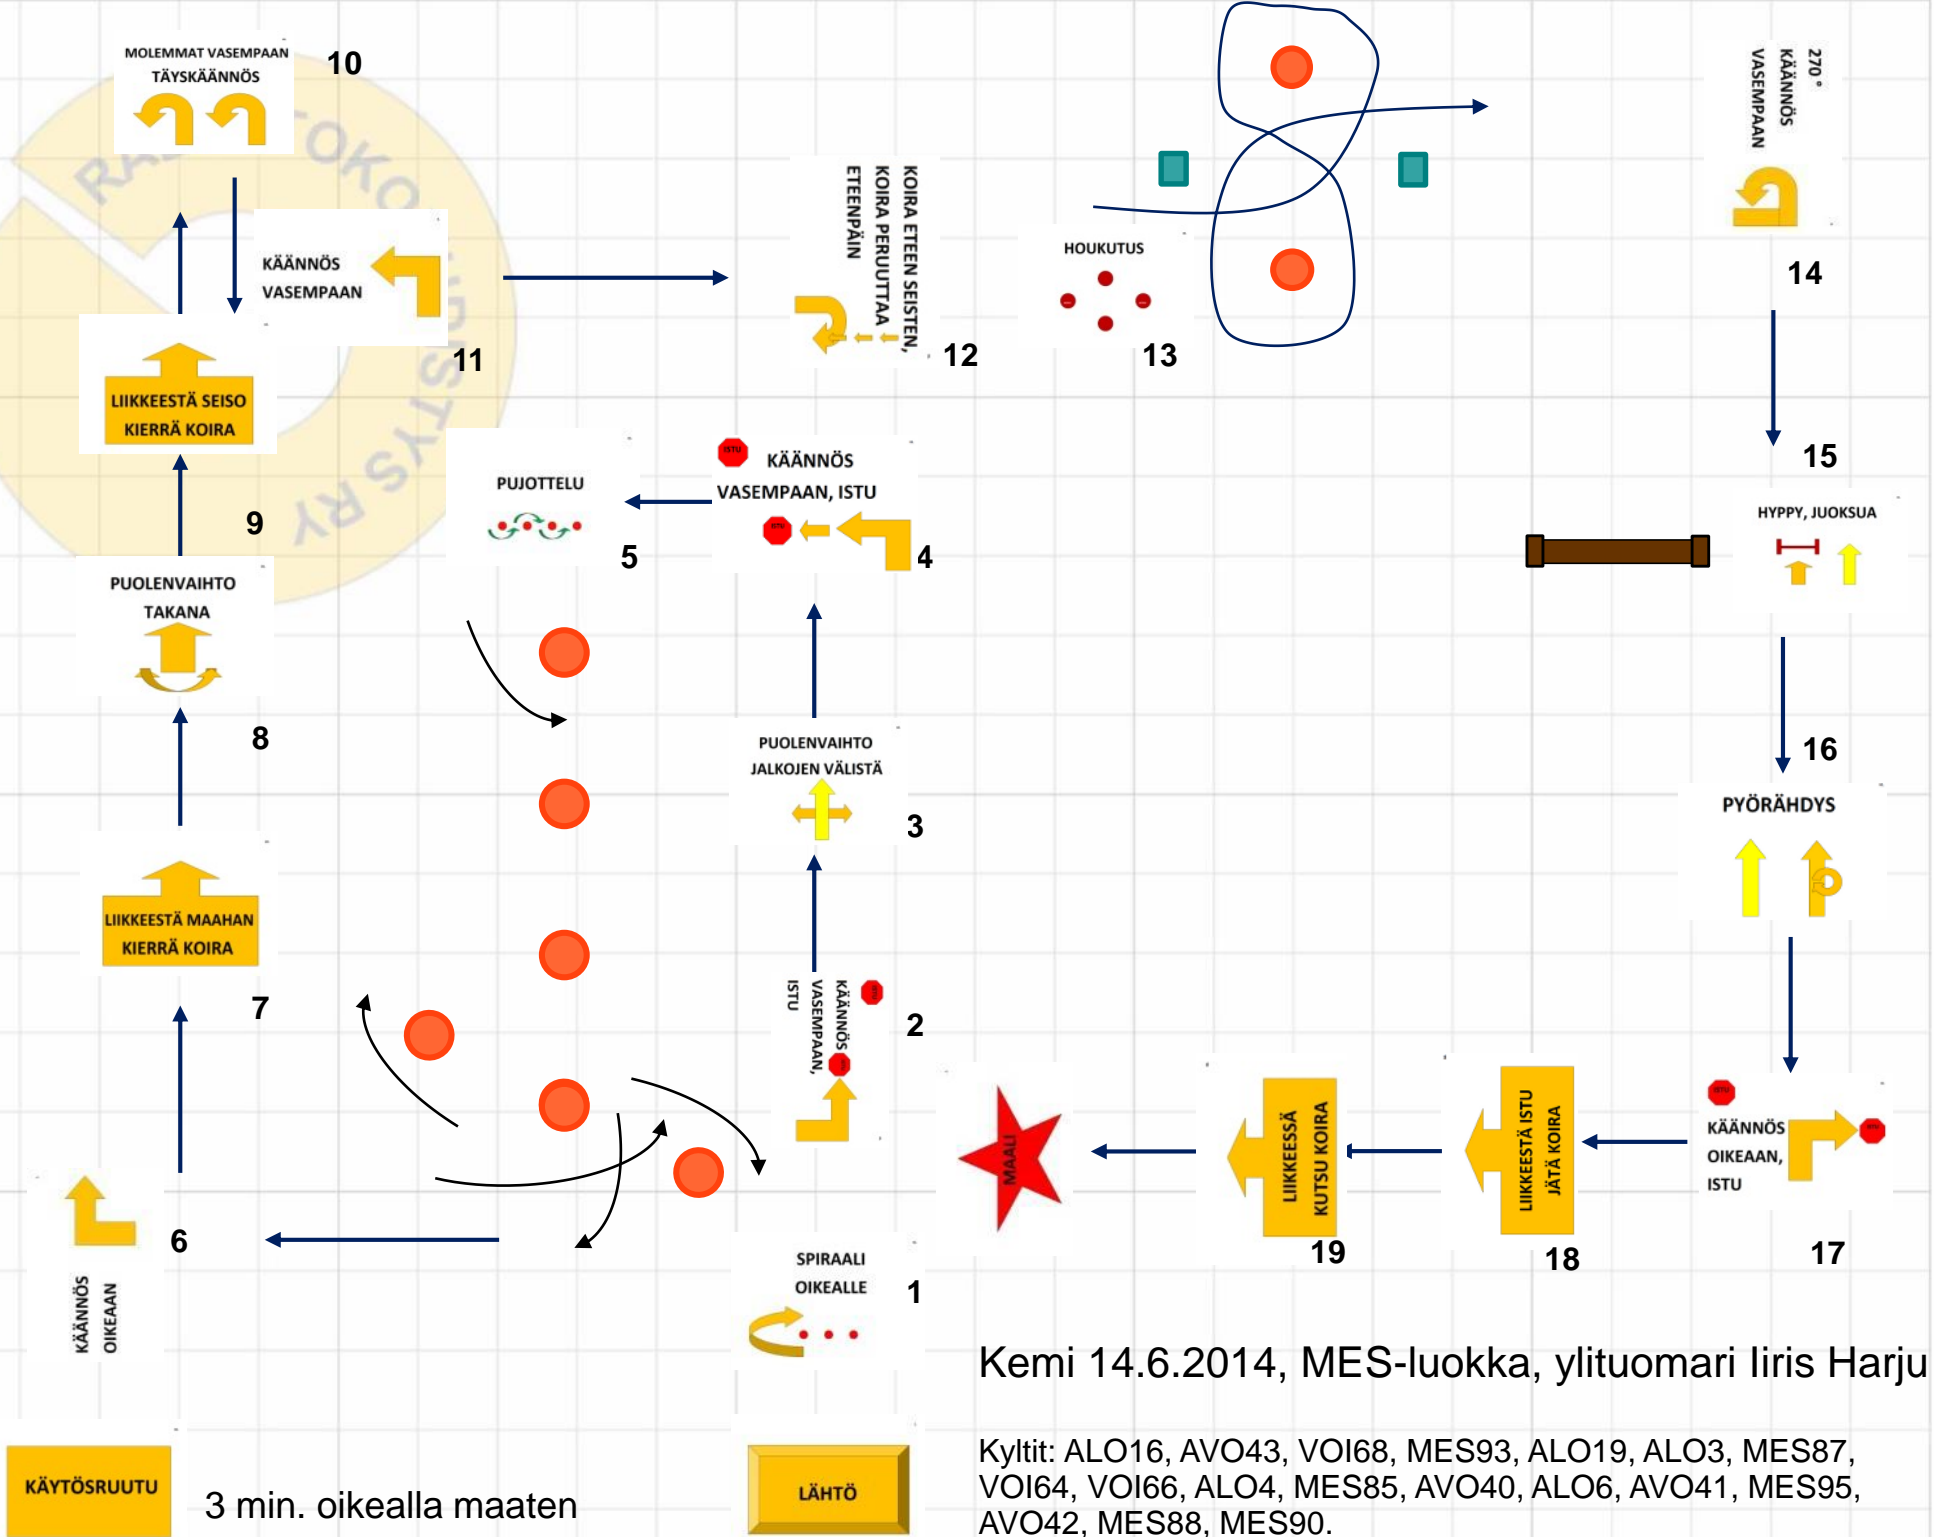 MOLEMMAT VASEMPAAN
TÄYSKÄÄNNÖS
10
KÄÄNNÖS
VASEMPAAN
11
LIIKKEESTÄ SEISO
KIERRÄ KOIRA
9
PUOLENVAIHTO
TAKANA
8
LIIKKEESTÄ MAAHAN
KIERRÄ KOIRA
7
6
KÄÄNNÖS
OIKEAAN
KÄYTÖSRUUTU
3 min. oikealla maaten
PUJOTTELU
5
ISTU
KÄÄNNÖS
VASEMPAAN, ISTU
4
PUOLENVAIHTO
JALKOJEN VÄLISTÄ
3
KÄÄNNÖS
VASEMPAAN,
ISTU
2
SPIRAALI
OIKEALLE
1
LÄHTÖ
KOIRA ETEEN SEISTEN,
KOIRA PERUUTTAA
ETEENPÄIN
12
HOUKUTUS
13
270°
KÄÄNNÖS
VASEMPAAN
14
15
HYPPY, JUOKSUA
16
PYÖRÄHDYS
ISTU
KÄÄNNÖS
OIKEAAN,
ISTU
17
LIIKKEESTÄ ISTU
JÄTÄ KOIRA
18
LIIKKEESSÄ
KUTSU KOIRA
19
MAALI
Kemi 14.6.2014, MES-luokka, ylituomari Iiris Harju
Kyltit: ALO16, AVO43, VOI68, MES93, ALO19, ALO3, MES87,
VOI64, VOI66, ALO4, MES85, AVO40, ALO6, AVO41, MES95,
AVO42, MES88, MES90.